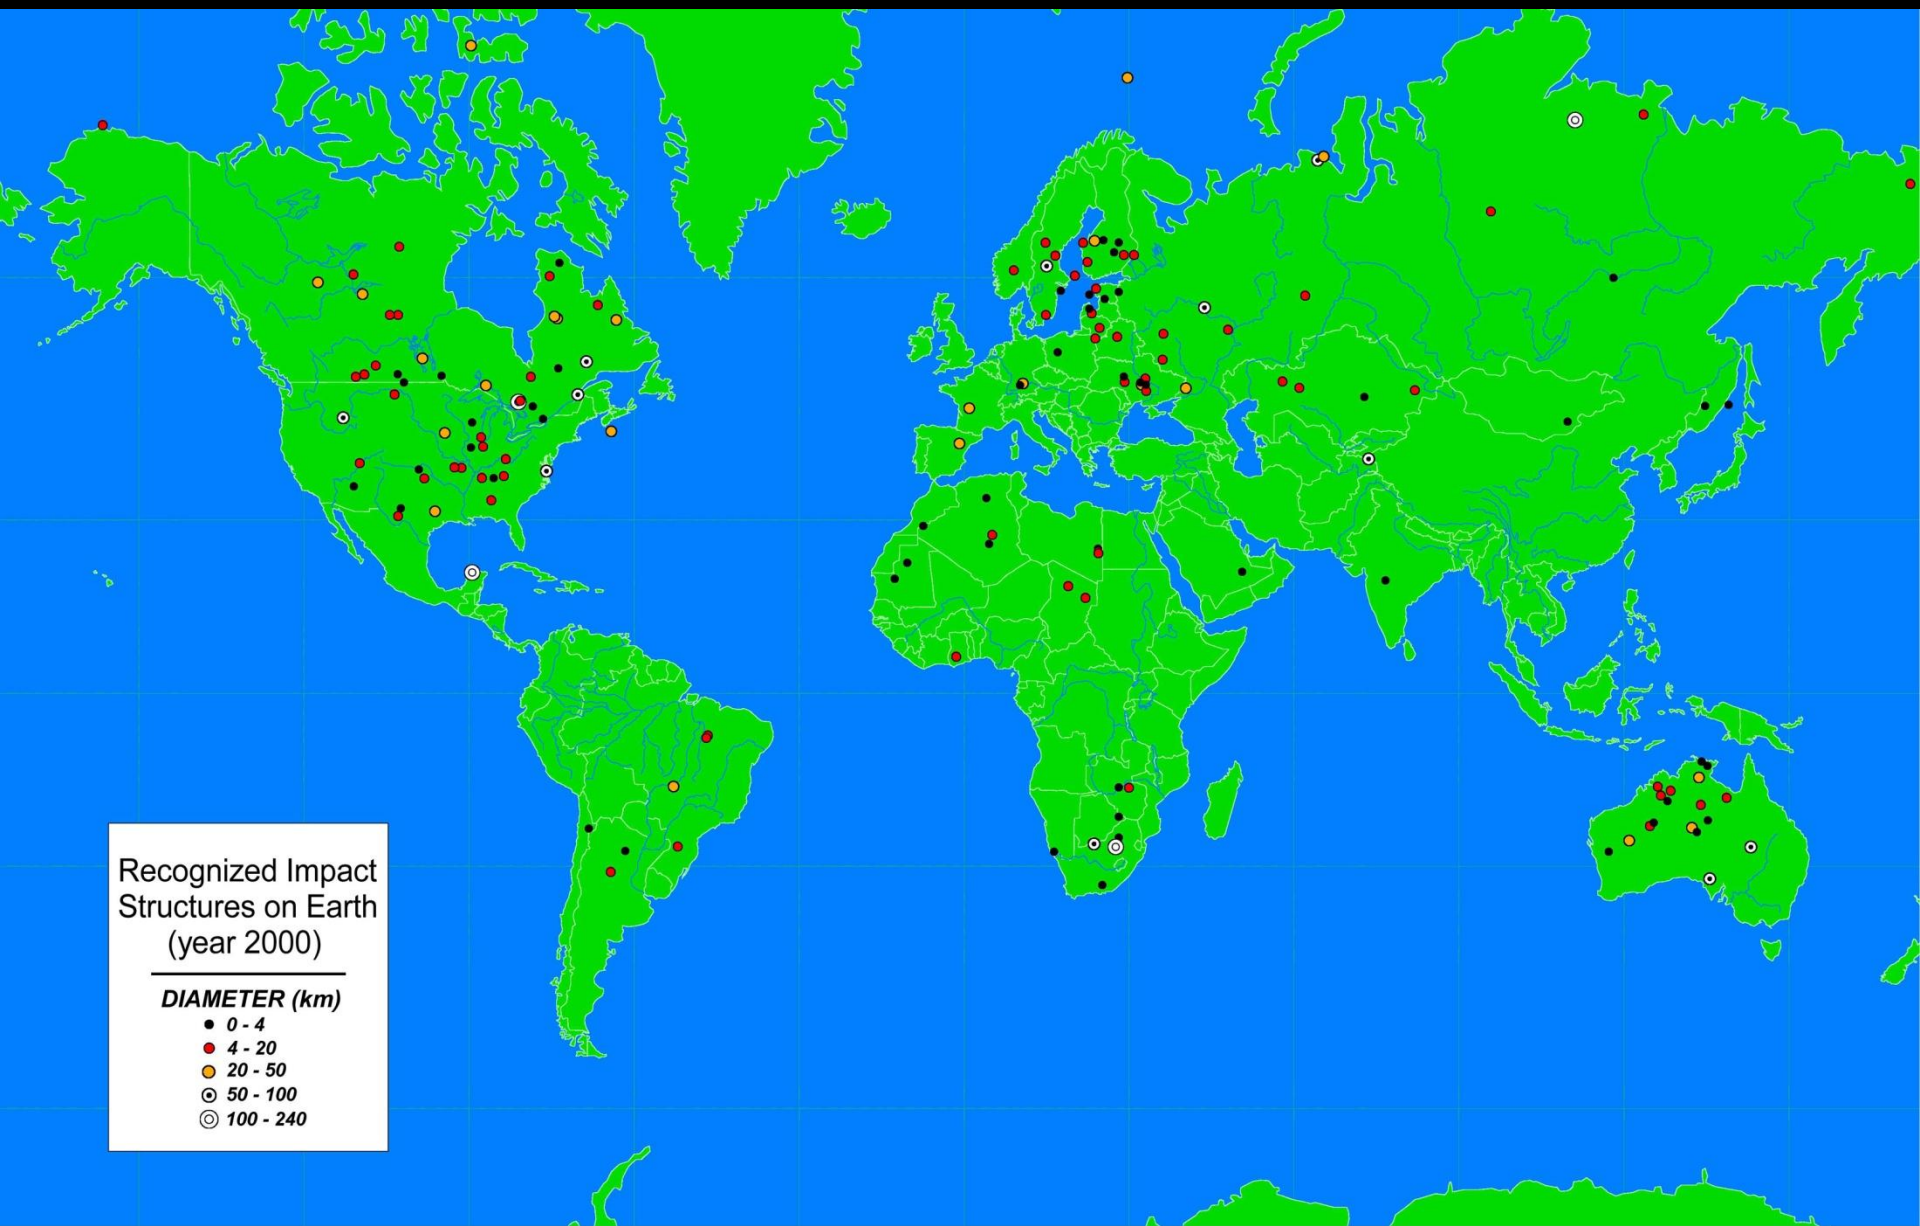 Recognized Impact
Structures on Earth
(year 2000)
DIAMETER (km)
0 - 4
4 - 20
20 - 50
50 - 100
100 - 240